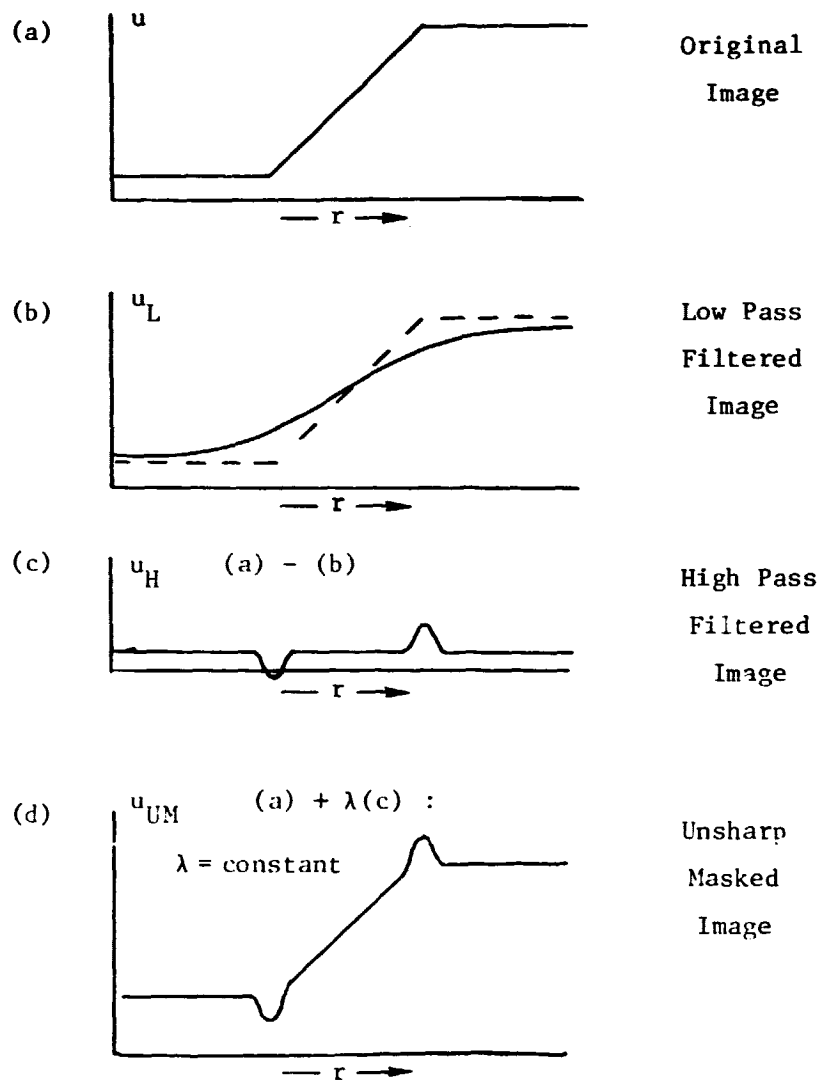 (a) u
Original
Image
r
(b) u_L
Low Pass
Filtered
Image
r
(c) u_H (a) - (b)
High Pass
Filtered
Image
r
(d) u_UM (a) + λ(c) :
λ = constant
Unsharp
Masked
Image
r